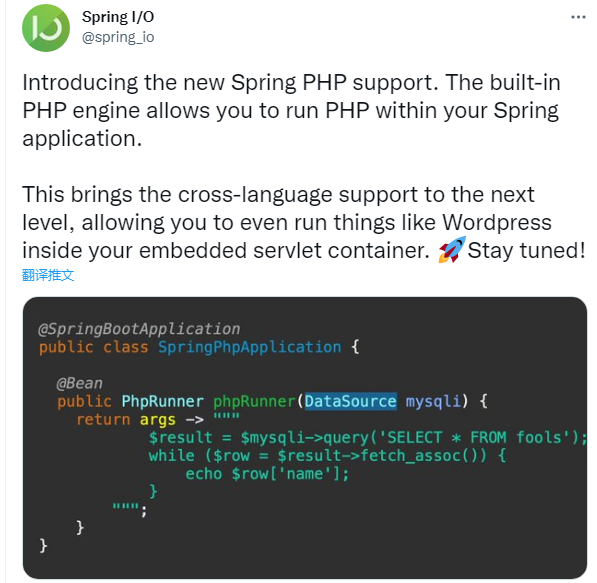 Spring I/O
@spring_io
Introducing the new Spring PHP support. The built-in
PHP engine allows you to run PHP within your Spring
application.
This brings the cross-language support to the next
level, allowing you to even run things like Wordpress
inside your embedded servlet container. 🚀Stay tuned!
翻译推文
@SpringBootApplication
public class SpringPhpApplication {
@Bean
public PhpRunner phpRunner(DataSource mysqli) {
return args -> """
$result = $mysqli->query('SELECT * FROM fools');
while ($row = $result->fetch_assoc()) {
echo $row['name'];
}
""";
}
}